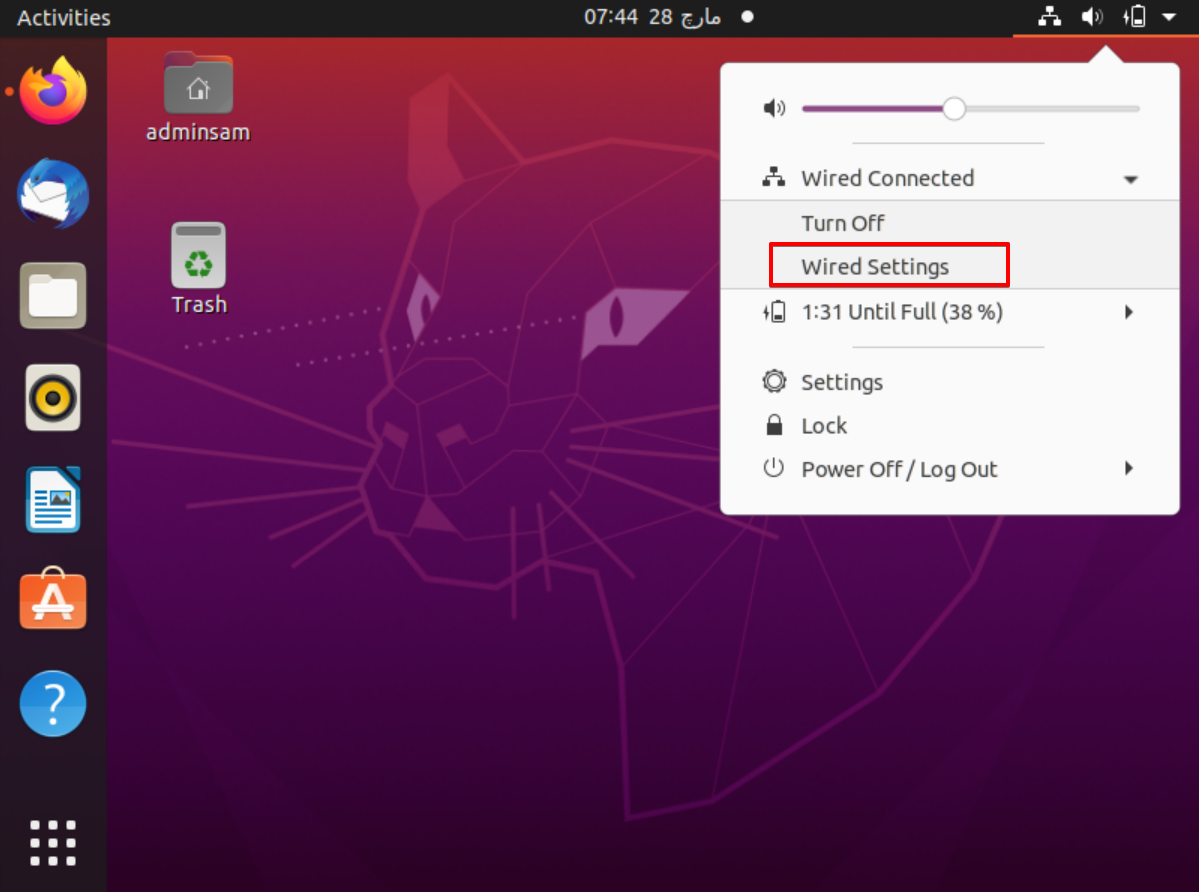 Activities
07:44 28 مارچ
adminsam
Trash
Wired Connected
Turn Off
Wired Settings
1:31 Until Full (38 %)
Settings
Lock
Power Off / Log Out